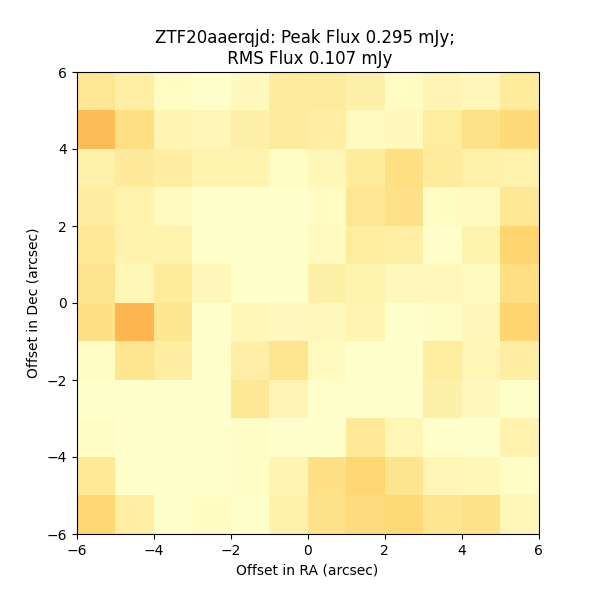 ZTF20aaerqjd: Peak Flux 0.295 mJy;
RMS Flux 0.107 mJy
6
4
2
0
−2
−4
−6
Offset in Dec (arcsec)
−6 −4 −2 0 2 4 6
Offset in RA (arcsec)